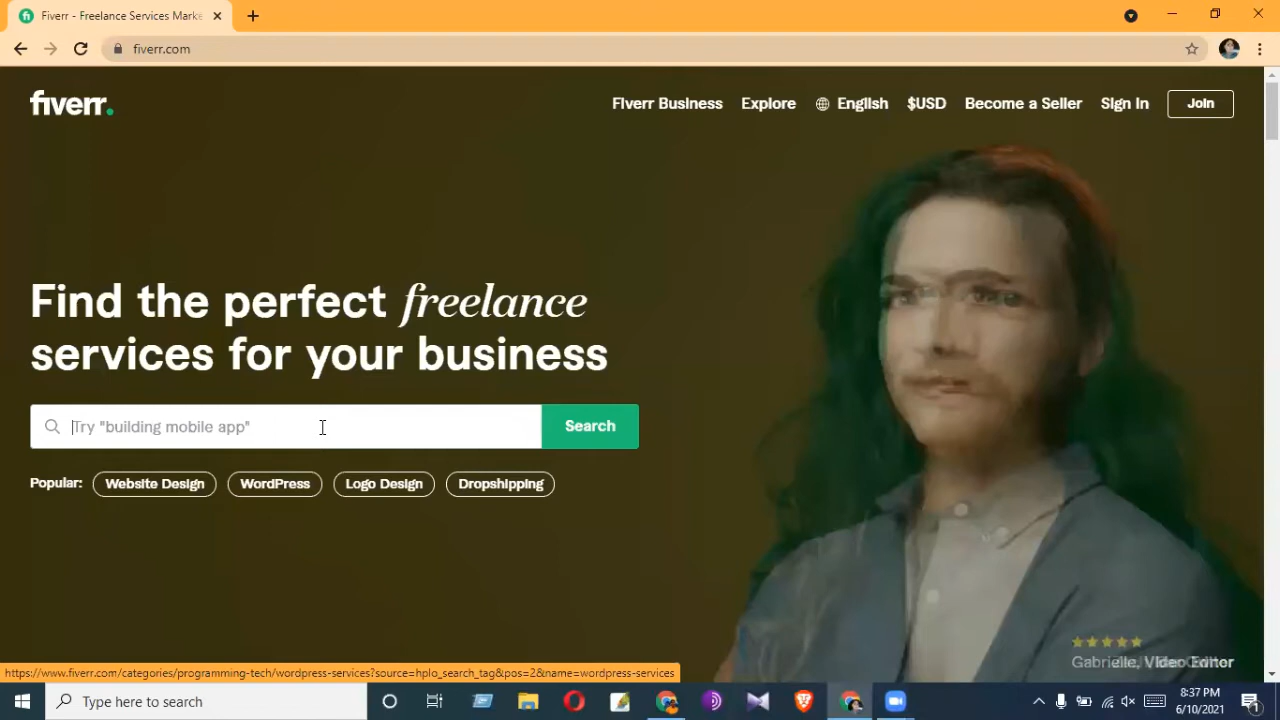 Fiverr - Freelance Services Marke
fiverr.com
fiverr.
Fiverr Business
Explore
English
$USD
Become a Seller
Sign In
Join
Find the perfect freelance
services for your business
Try "building mobile app"
Search
Popular:
Website Design
WordPress
Logo Design
Dropshipping
Gabrielle, Video Editor
https://www.fiverr.com/categories/programming-tech/wordpress-services?source=hplo_search_tag&pos=2&name=wordpress-services
Type here to search
8:37 PM
6/10/2021
1